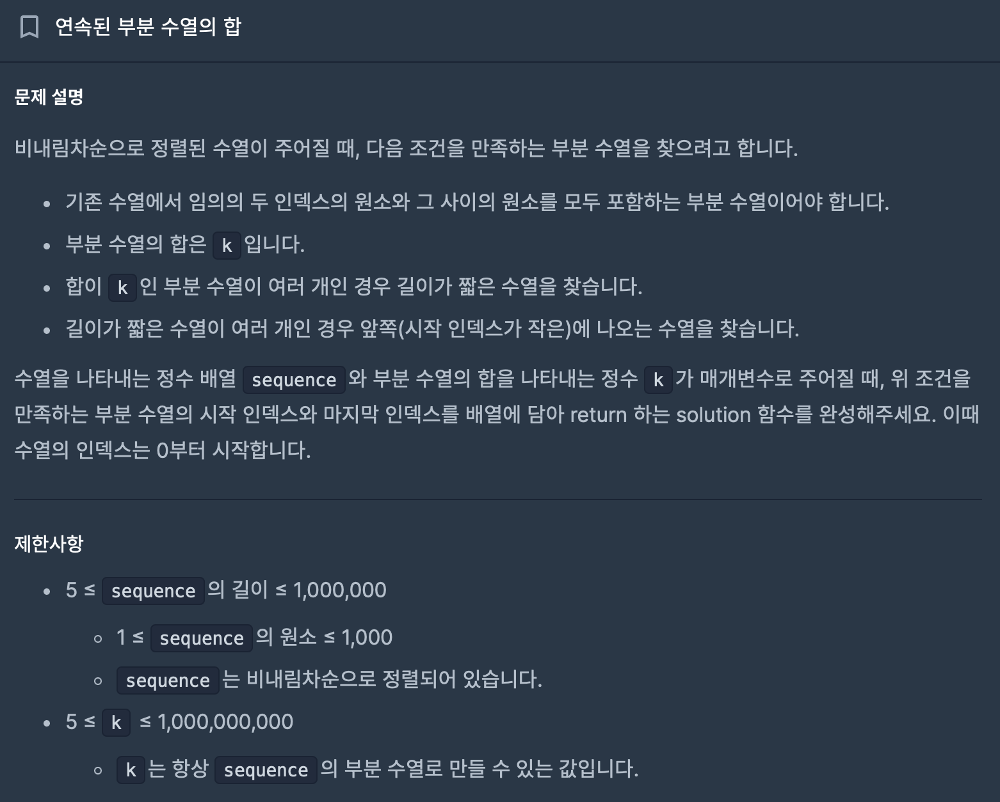 연속된 부분 수열의 합
문제 설명
비내림차순으로 정렬된 수열이 주어질 때, 다음 조건을 만족하는 부분 수열을 찾으려고 합니다.
기존 수열에서 임의의 두 인덱스의 원소와 그 사이의 원소를 모두 포함하는 부분 수열이어야 합니다.
부분 수열의 합은 k 입니다.
합이 k 인 부분 수열이 여러 개인 경우 길이가 짧은 수열을 찾습니다.
길이가 짧은 수열이 여러 개인 경우 앞쪽(시작 인덱스가 작은)에 나오는 수열을 찾습니다.
수열을 나타내는 정수 배열 sequence 와 부분 수열의 합을 나타내는 정수 k 가 매개변수로 주어질 때, 위 조건을
만족하는 부분 수열의 시작 인덱스와 마지막 인덱스를 배열에 담아 return 하는 solution 함수를 완성해주세요. 이때
수열의 인덱스는 0부터 시작합니다.
제한사항
5 ≤ sequence 의 길이 ≤ 1,000,000
1 ≤ sequence 의 원소 ≤ 1,000
sequence 는 비내림차순으로 정렬되어 있습니다.
5 ≤ k ≤ 1,000,000,000
k 는 항상 sequence 의 부분 수열로 만들 수 있는 값입니다.